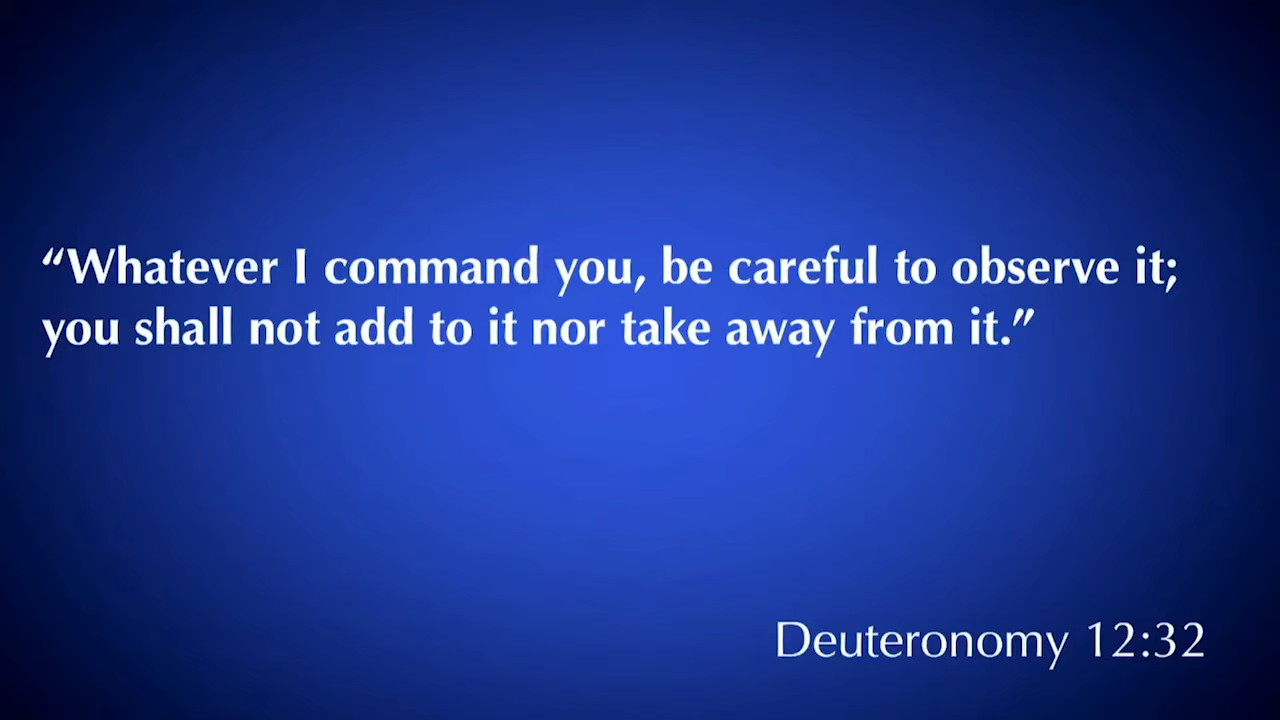 “Whatever I command you, be careful to observe it;
you shall not add to it nor take away from it.”
Deuteronomy 12:32